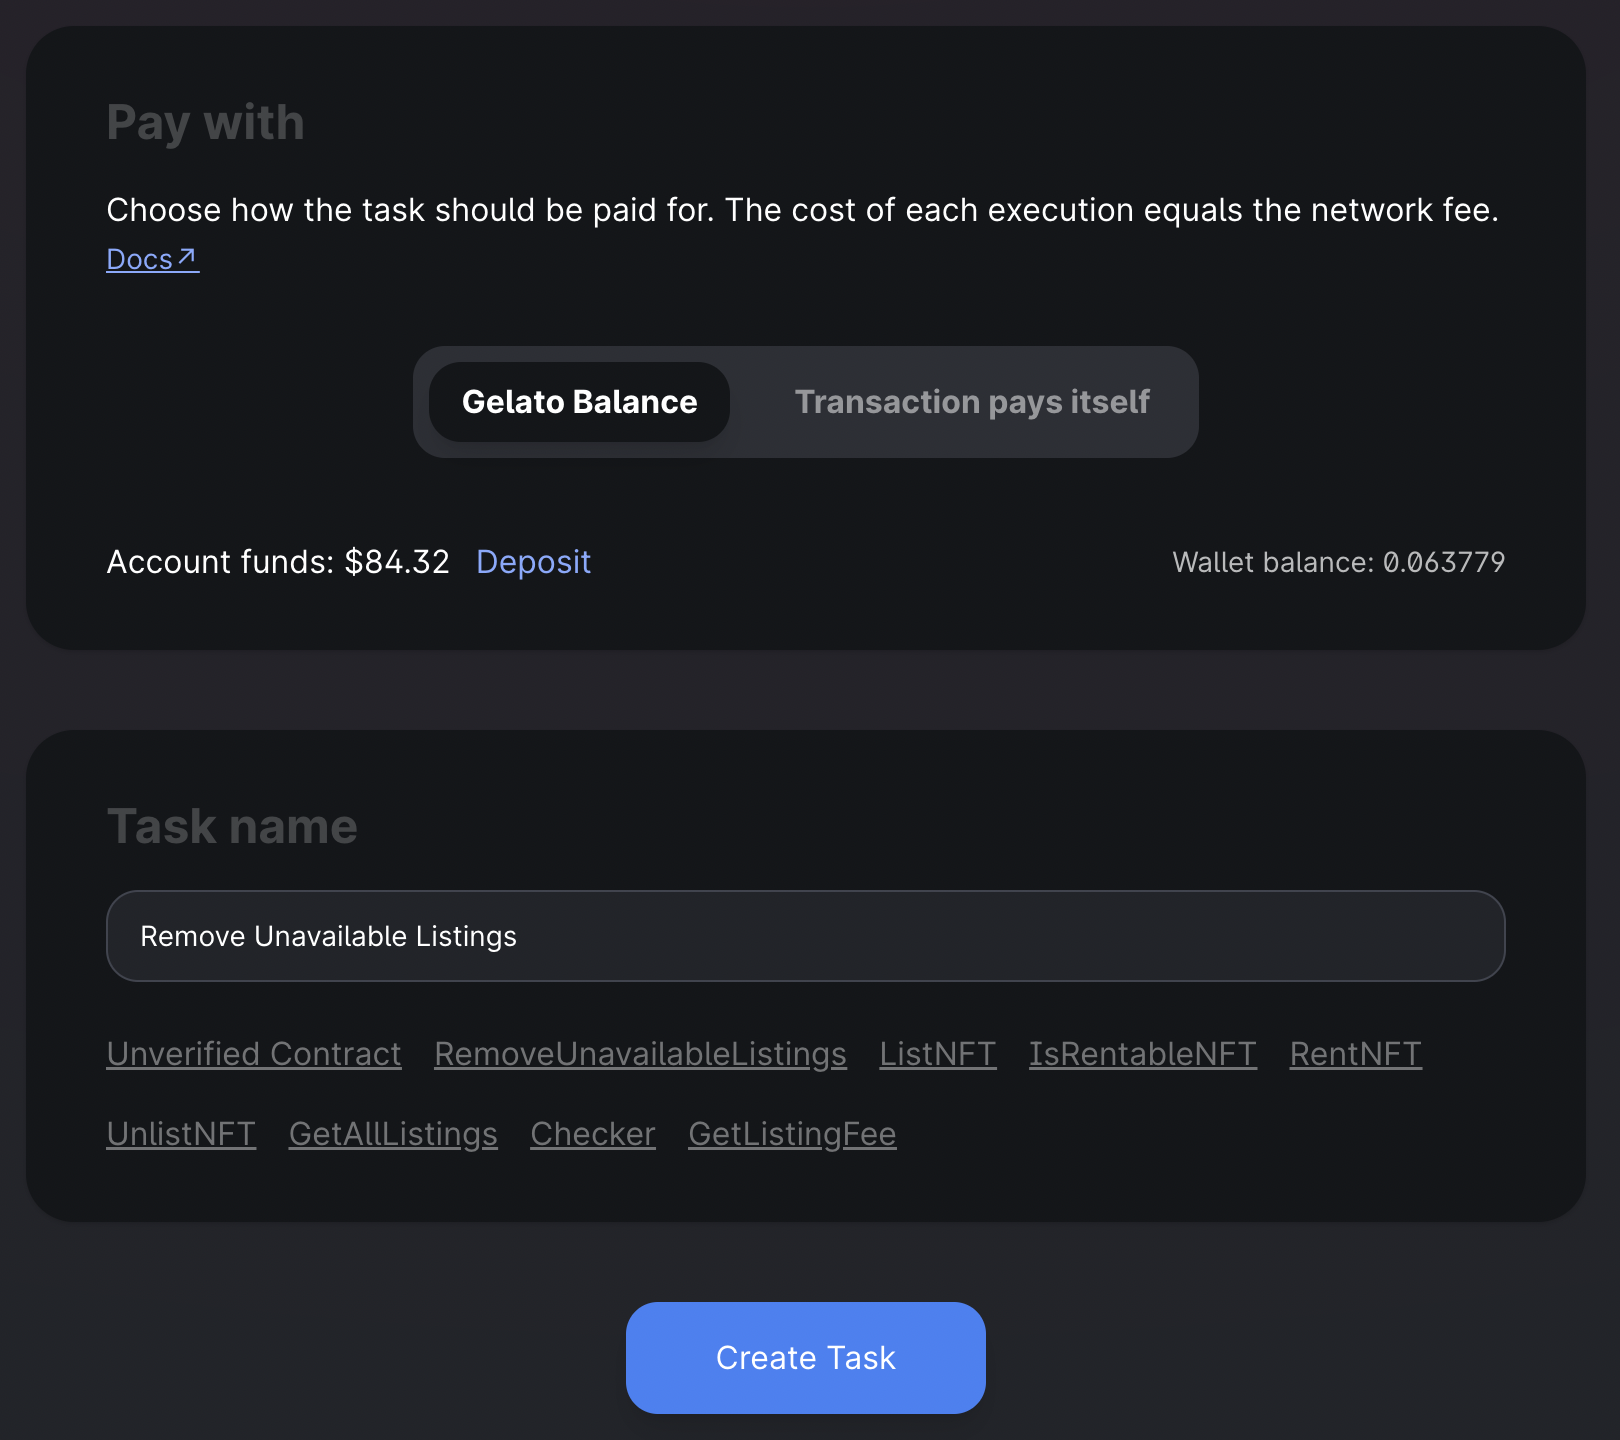 Pay with
Choose how the task should be paid for. The cost of each execution equals the network fee.
Docs↗
Gelato Balance Transaction pays itself
Account funds: $84.32 Deposit Wallet balance: 0.063779
Task name
Remove Unavailable Listings
Unverified Contract RemoveUnavailableListings ListNFT IsRentableNFT RentNFT
UnlistNFT GetAllListings Checker GetListingFee
Create Task